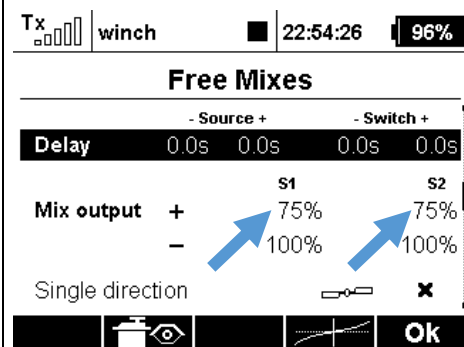 Tx winch 22:54:26 96%
Free Mixes
- Source + - Switch +
Delay 0.0s 0.0s 0.0s 0.0s
S1 S2
Mix output + 75% 75%
– 100% 100%
Single direction ✖
Ok